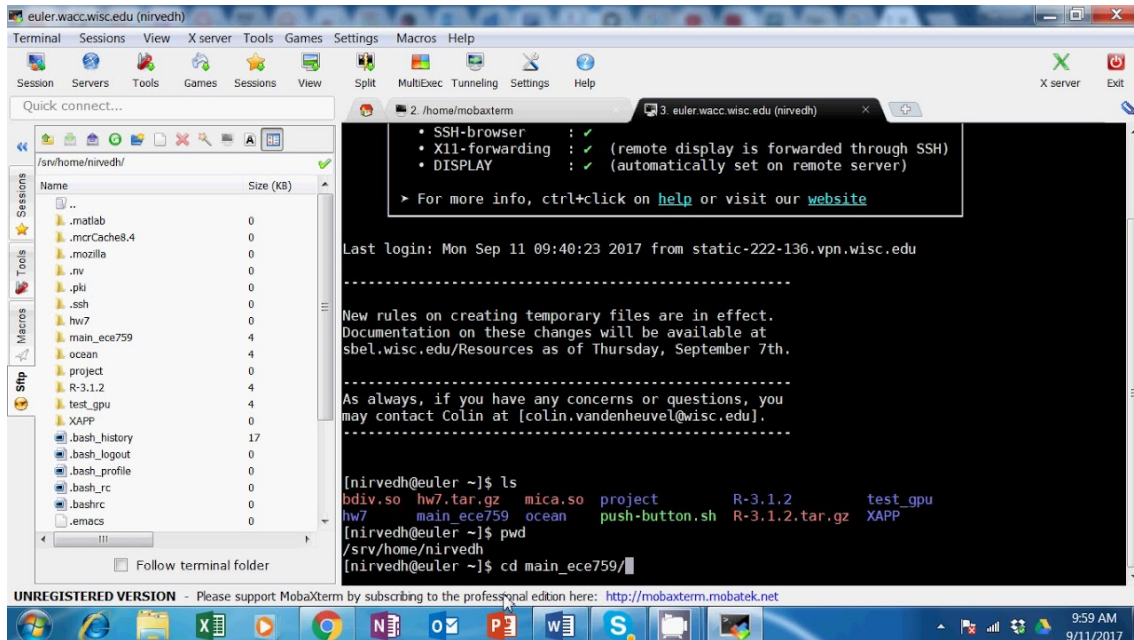 euler.wacc.wisc.edu (nirvedh)
Terminal Sessions View X server Tools Games Settings Macros Help
Session Servers Tools Games Sessions View Split MultiExec Tunneling Settings Help X server Exit
Quick connect...
2. /home/mobaxterm
3. euler.wacc.wisc.edu (nirvedh)
/srv/home/nirvedh/
Name Size (KB)
..
.matlab 0
.mcrCache8.4 0
.mozilla 0
.nv 0
.pki 0
.ssh 0
hw7 0
main_ece759 4
ocean 4
project 0
R-3.1.2 4
test_gpu 4
XAPP 0
.bash_history 17
.bash_logout 0
.bash_profile 0
.bash_rc 0
.bashrc 0
.emacs 0
Follow terminal folder
Sessions
Tools
Macros
Sftp
• SSH-browser : ✔
• X11-forwarding : ✔ (remote display is forwarded through SSH)
• DISPLAY : ✔ (automatically set on remote server)
➤ For more info, ctrl+click on help or visit our website
Last login: Mon Sep 11 09:40:23 2017 from static-222-136.vpn.wisc.edu
-------------------------------------------------------
New rules on creating temporary files are in effect.
Documentation on these changes will be available at
sbel.wisc.edu/Resources as of Thursday, September 7th.
-------------------------------------------------------
As always, if you have any concerns or questions, you
may contact Colin at [colin.vandenheuvel@wisc.edu].
-------------------------------------------------------
[nirvedh@euler ~]$ ls
bdiv.so hw7.tar.gz mica.so project R-3.1.2 test_gpu
hw7 main_ece759 ocean push-button.sh R-3.1.2.tar.gz XAPP
[nirvedh@euler ~]$ pwd
/srv/home/nirvedh
[nirvedh@euler ~]$ cd main_ece759/
UNREGISTERED VERSION - Please support MobaXterm by subscribing to the professional edition here: http://mobaxterm.mobatek.net
9:59 AM
9/11/2017